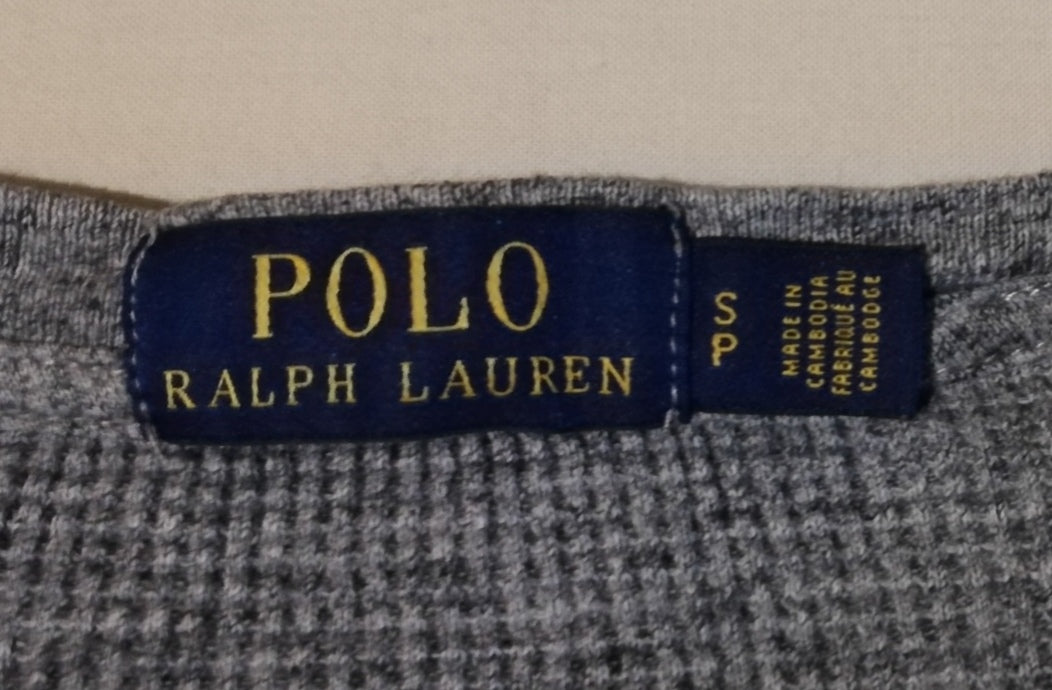 POLO
RALPH LAUREN
S
P
MADE IN
CAMBODIA
FABRIQUÉ AU
CAMBODGE